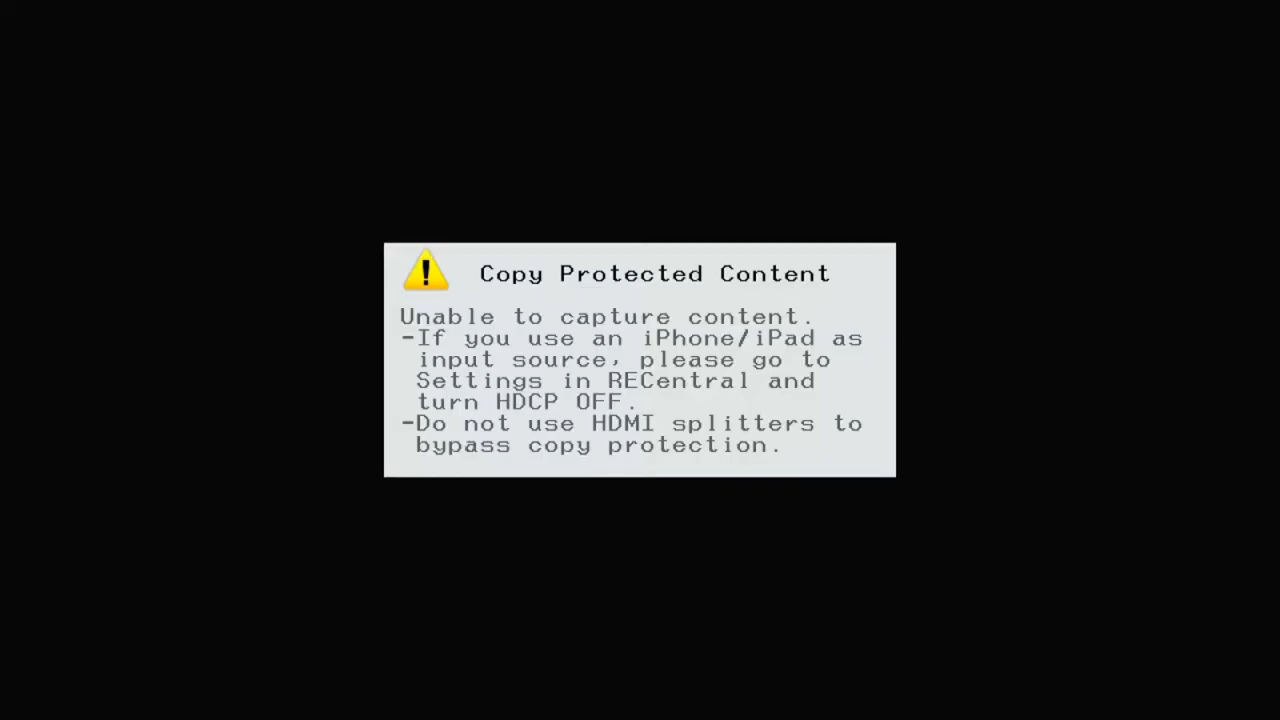 Copy Protected Content
Unable to capture content.
-If you use an iPhone/iPad as
input source, please go to
Settings in RECentral and
turn HDCP OFF.
-Do not use HDMI splitters to
bypass copy protection.